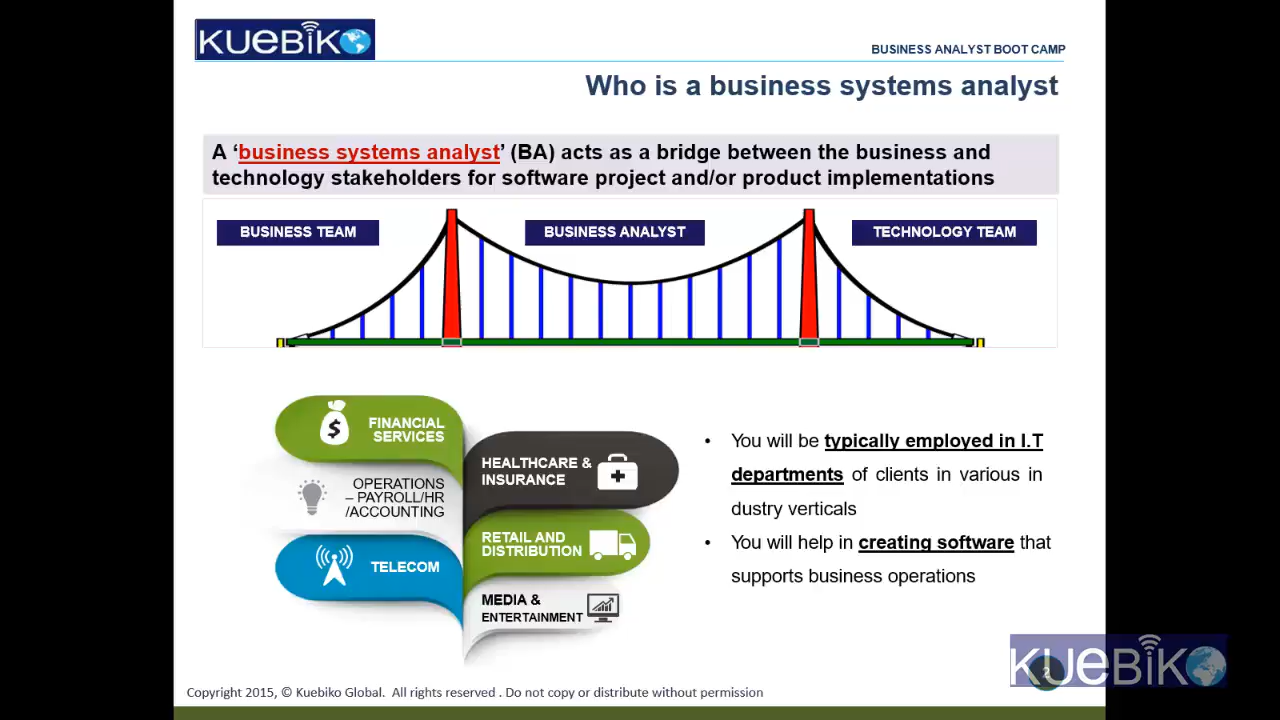 KUEBIKO
BUSINESS ANALYST BOOT CAMP
Who is a business systems analyst
A ‘business systems analyst’ (BA) acts as a bridge between the business and
technology stakeholders for software project and/or product implementations
BUSINESS TEAM
BUSINESS ANALYST
TECHNOLOGY TEAM
FINANCIAL
SERVICES
OPERATIONS
– PAYROLL/HR
/ACCOUNTING
TELECOM
HEALTHCARE &
INSURANCE
RETAIL AND
DISTRIBUTION
MEDIA &
ENTERTAINMENT
• You will be typically employed in I.T
departments of clients in various in
dustry verticals
• You will help in creating software that
supports business operations
Copyright 2015, © Kuebiko Global. All rights reserved . Do not copy or distribute without permission
KUEBIKO
2